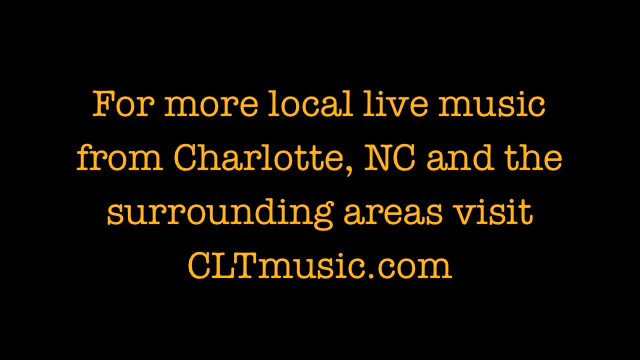 For more local live music
from Charlotte, NC and the
surrounding areas visit
CLTmusic.com